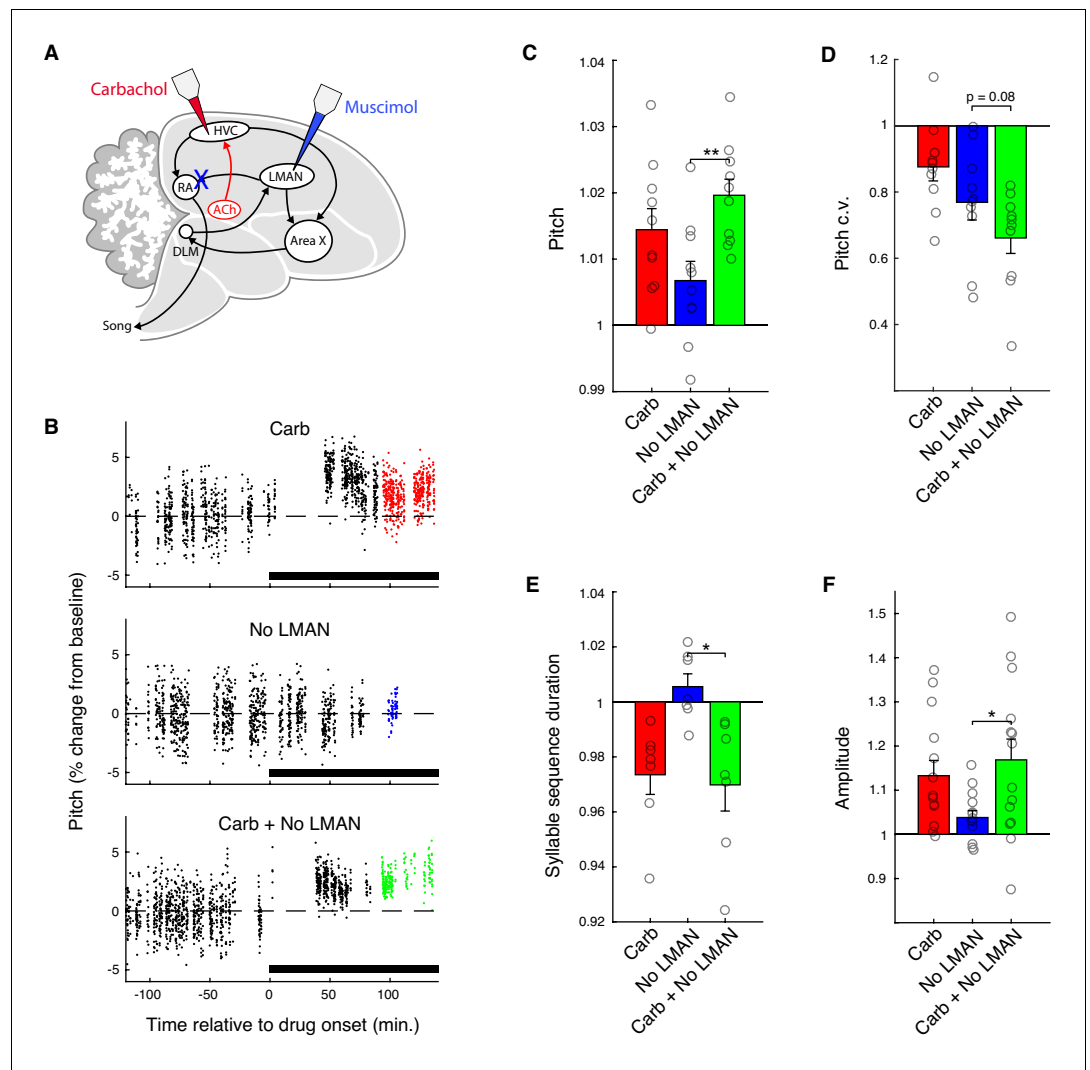 A
Carbachol
Muscimol
HVC
LMAN
RA
X
ACh
Area X
DLM
Song
B
Carb
5
0
-5
No LMAN
5
0
-5
Carb + No LMAN
5
0
-5
-100 -50 0 50 100
Pitch (% change from baseline)
Time relative to drug onset (min.)
C
1.04
1.03
1.02
1.01
1
0.99
Pitch
**
Carb
No LMAN
Carb + No LMAN
D
1.2
1
0.8
0.6
0.4
Pitch c.v.
p = 0.08
Carb
No LMAN
Carb + No LMAN
E
1.04
1.02
1
0.98
0.96
0.94
0.92
Syllable sequence duration
*
Carb
No LMAN
Carb + No LMAN
F
1.5
1.4
1.3
1.2
1.1
1
0.9
Amplitude
*
Carb
No LMAN
Carb + No LMAN